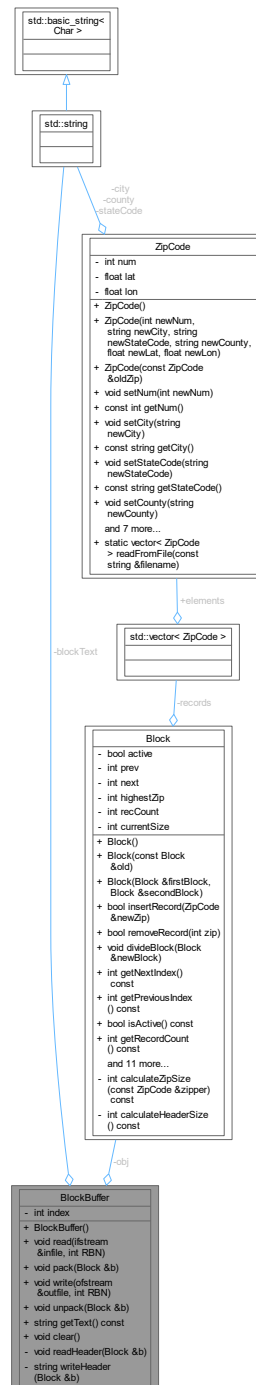 std::basic_string<
Char >
std::string
-city
-county
-stateCode
ZipCode
- int num
- float lat
- float lon
+ ZipCode()
+ ZipCode(int newNum,
string newCity, string
newStateCode, string newCounty,
float newLat, float newLon)
+ ZipCode(const ZipCode
&oldZip)
+ void setNum(int newNum)
+ const int getNum()
+ void setCity(string
newCity)
+ const string getCity()
+ void setStateCode(string
newStateCode)
+ const string getStateCode()
+ void setCounty(string
newCounty)
and 7 more...
+ static vector< ZipCode
> readFromFile(const
string &filename)
+elements
std::vector< ZipCode >
-blockText
-records
Block
- bool active
- int prev
- int next
- int highestZip
- int recCount
- int currentSize
+ Block()
+ Block(const Block
&old)
+ Block(Block &firstBlock,
Block &secondBlock)
+ bool insertRecord(ZipCode
&newZip)
+ bool removeRecord(int zip)
+ void divideBlock(Block
&newBlock)
+ int getNextIndex()
const
+ int getPreviousIndex
() const
+ bool isActive() const
+ int getRecordCount
() const
and 11 more...
- int calculateZipSize
(const ZipCode &zipper)
const
- int calculateHeaderSize
() const
-obj
BlockBuffer
- int index
+ BlockBuffer()
+ void read(ifstream
&infile, int RBN)
+ void pack(Block &b)
+ void write(ofstream
&outfile, int RBN)
+ void unpack(Block &b)
+ string getText() const
+ void clear()
- void readHeader(Block &b)
- string writeHeader
(Block &b)